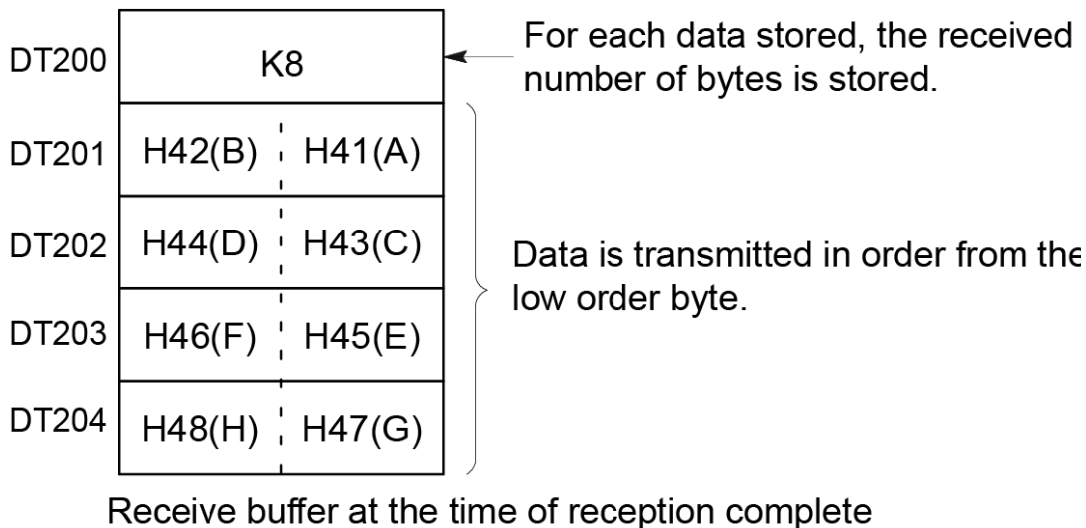 DT200 K8 For each data stored, the received
number of bytes is stored.
DT201 H42(B) H41(A)
DT202 H44(D) H43(C)
Data is transmitted in order from the
low order byte.
DT203 H46(F) H45(E)
DT204 H48(H) H47(G)
Receive buffer at the time of reception complete